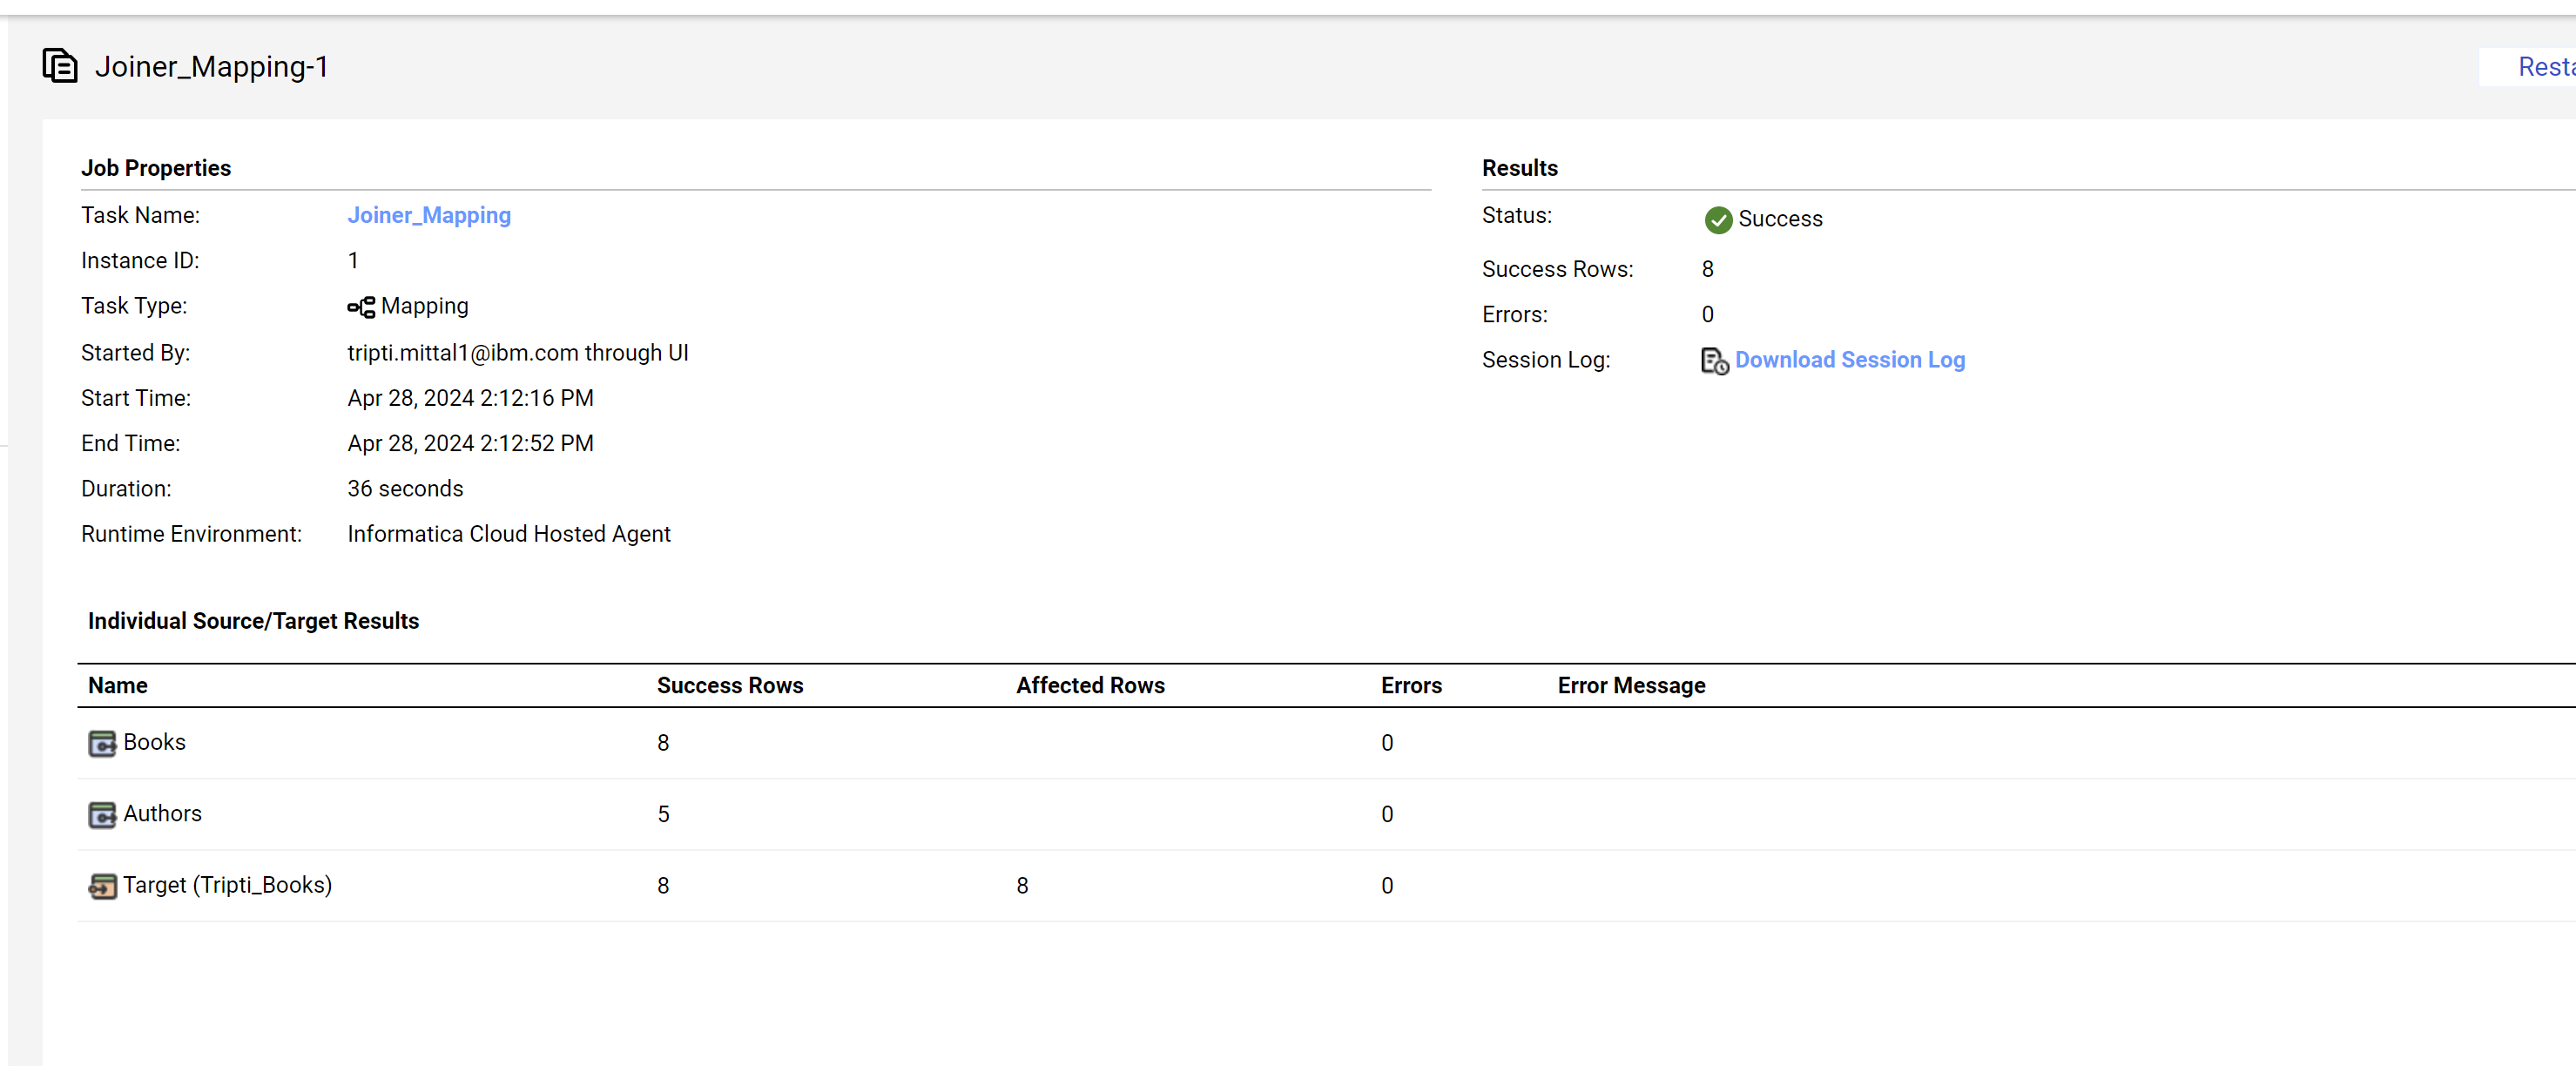 Joiner_Mapping-1
Resta
Job Properties
Task Name: Joiner_Mapping
Instance ID: 1
Task Type: Mapping
Started By: tripti.mittal1@ibm.com through UI
Start Time: Apr 28, 2024 2:12:16 PM
End Time: Apr 28, 2024 2:12:52 PM
Duration: 36 seconds
Runtime Environment: Informatica Cloud Hosted Agent
Results
Status: Success
Success Rows: 8
Errors: 0
Session Log: Download Session Log
Individual Source/Target Results
Name Success Rows Affected Rows Errors Error Message
Books 8 0
Authors 5 0
Target (Tripti_Books) 8 8 0